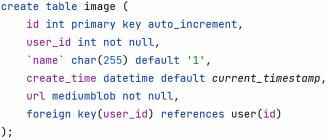 create table image (
    id int primary key auto_increment,
    user_id int not null,
    `name` char(255) default '1',
    create_time datetime default current_timestamp,
    url mediumblob not null,
    foreign key(user_id) references user(id)
);